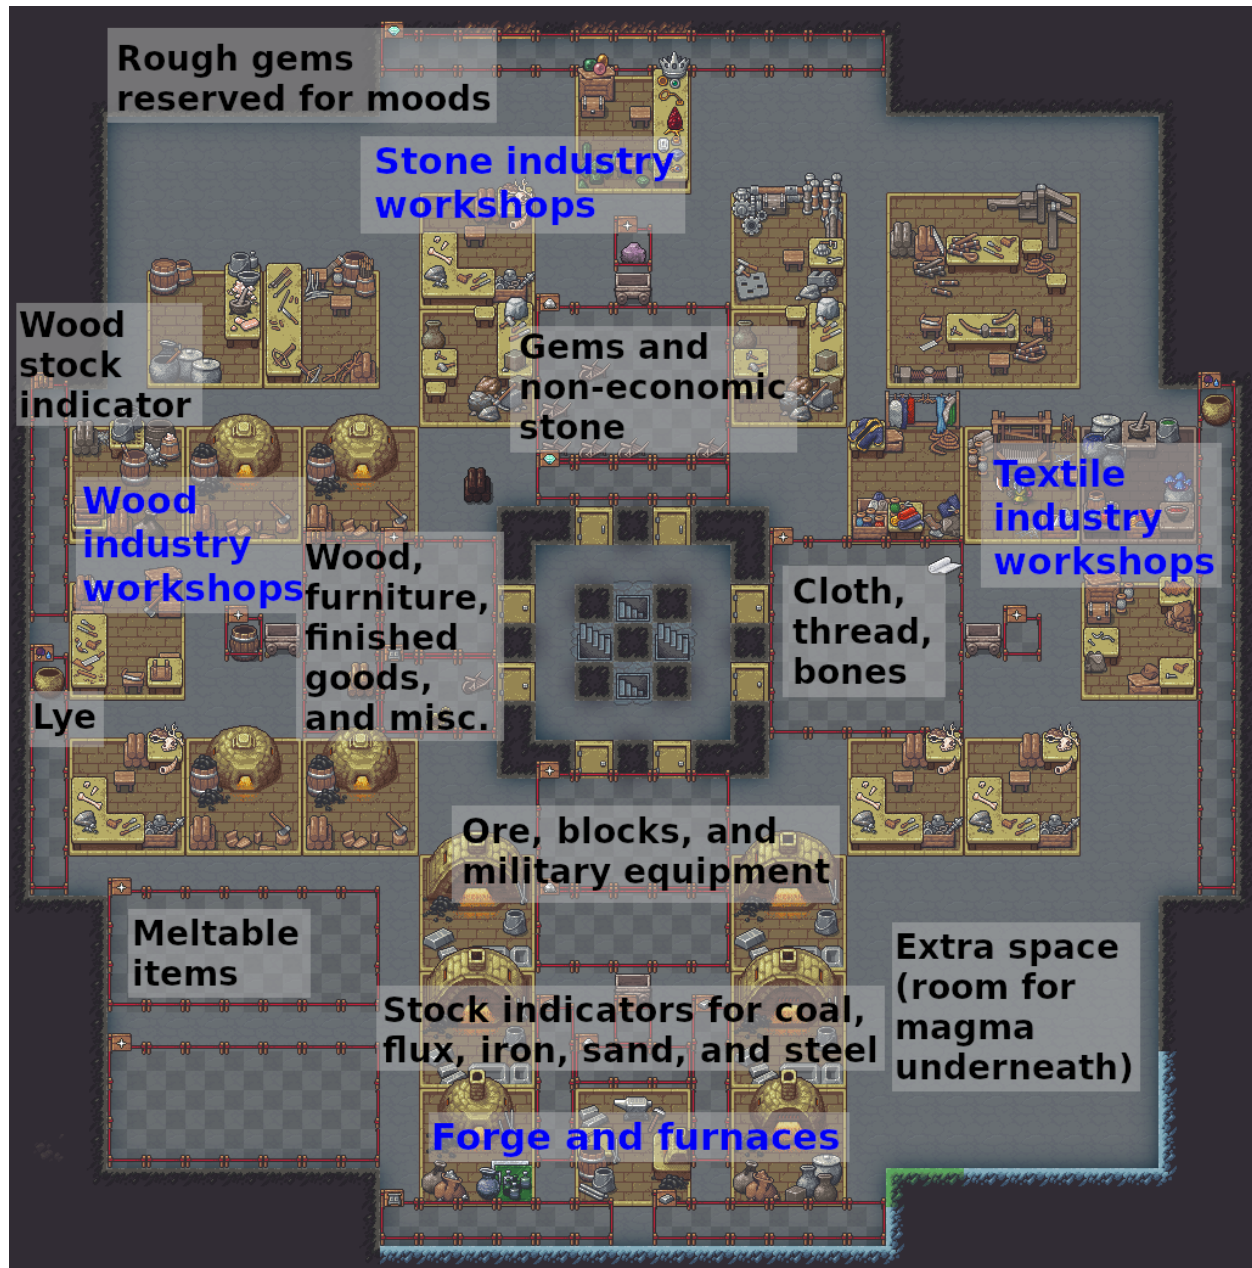 Rough gems
reserved for moods
Stone industry
workshops
Wood
stock
indicator
Gems and
non-economic
stone
Wood
industry
workshops
Textile
industry
workshops
Wood,
furniture,
finished
goods,
and misc.
Cloth,
thread,
bones
Lye
Ore, blocks, and
military equipment
Meltable
items
Extra space
(room for
magma
underneath)
Stock indicators for coal,
flux, iron, sand, and steel
Forge and furnaces